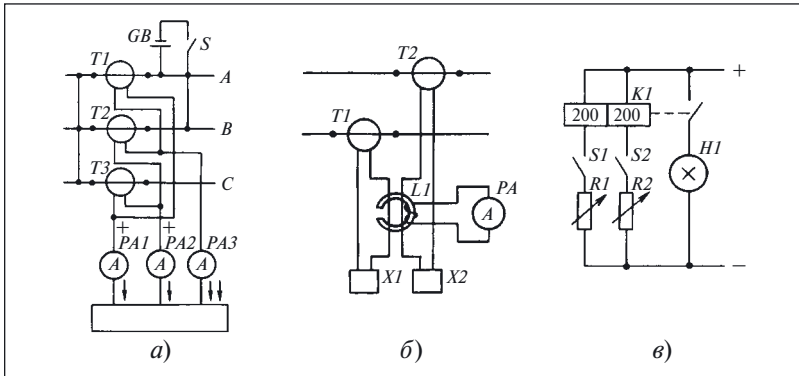 GB
S
T1
A
T2
B
T3
C
+
+
PA1
PA2
PA3
A
A
A
а)
T2
T1
L1
PA
A
X1
X2
б)
+
K1
200
200
S1
S2
H1
R1
R2
−
в)